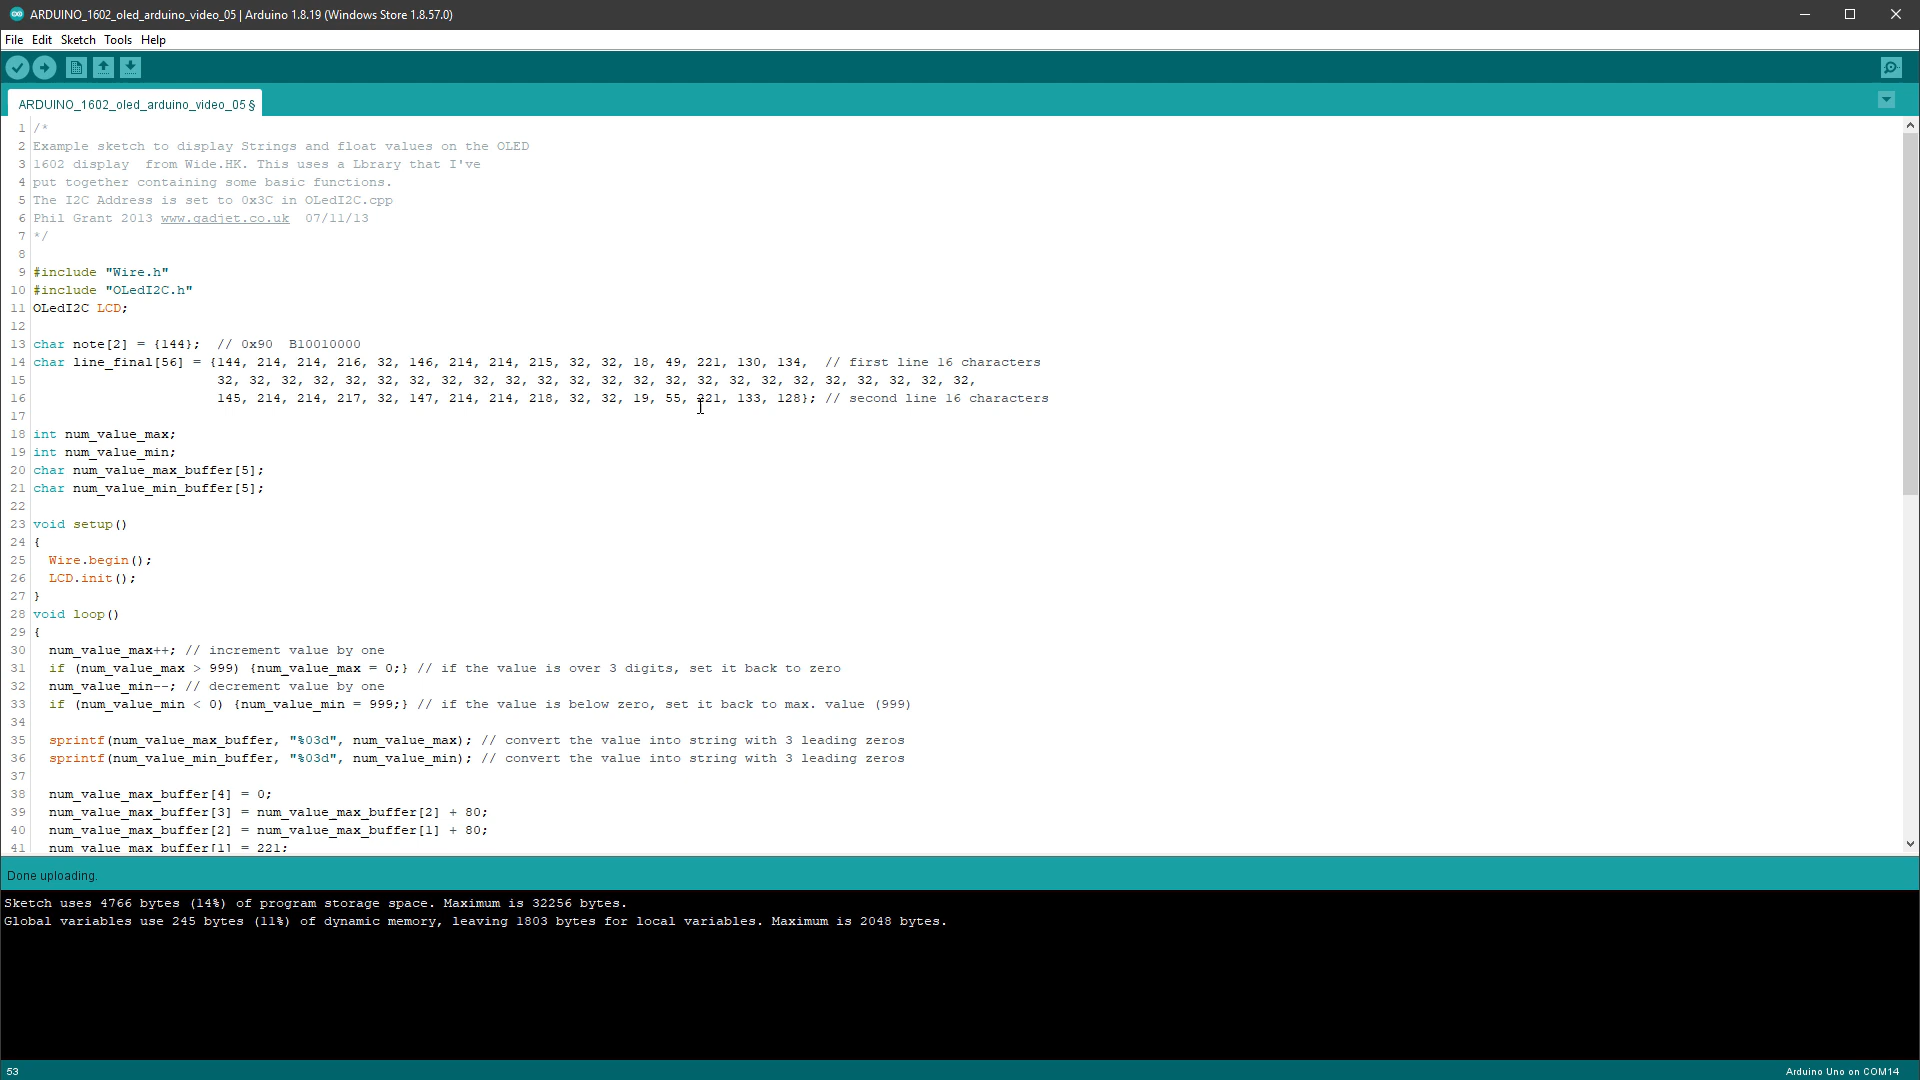 ARDUINO_1602_oled_arduino_video_05 | Arduino 1.8.19 (Windows Store 1.8.57.0)
File Edit Sketch Tools Help
ARDUINO_1602_oled_arduino_video_05 §
1 /*
2 Example sketch to display Strings and float values on the OLED
3 1602 display  from Wide.HK. This uses a Lbrary that I've
4 put together containing some basic functions.
5 The I2C Address is set to 0x3C in OLedI2C.cpp
6 Phil Grant 2013 www.gadjet.co.uk  07/11/13
7 */
8
9 #include "Wire.h"
10 #include "OLedI2C.h"
11 OLedI2C LCD;
12
13 char note[2] = {144};  // 0x90  B10010000
14 char line_final[56] = {144, 214, 214, 216, 32, 146, 214, 214, 215, 32, 32, 18, 49, 221, 130, 134,  // first line 16 characters
15                        32, 32, 32, 32, 32, 32, 32, 32, 32, 32, 32, 32, 32, 32, 32, 32, 32, 32, 32, 32, 32, 32, 32, 32,
16                        145, 214, 214, 217, 32, 147, 214, 214, 218, 32, 32, 19, 55, 221, 133, 128}; // second line 16 characters
17
18 int num_value_max;
19 int num_value_min;
20 char num_value_max_buffer[5];
21 char num_value_min_buffer[5];
22
23 void setup()
24 {
25   Wire.begin();
26   LCD.init();
27 }
28 void loop()
29 {
30   num_value_max++; // increment value by one
31   if (num_value_max > 999) {num_value_max = 0;} // if the value is over 3 digits, set it back to zero
32   num_value_min--; // decrement value by one
33   if (num_value_min < 0) {num_value_min = 999;} // if the value is below zero, set it back to max. value (999)
34
35   sprintf(num_value_max_buffer, "%03d", num_value_max); // convert the value into string with 3 leading zeros
36   sprintf(num_value_min_buffer, "%03d", num_value_min); // convert the value into string with 3 leading zeros
37
38   num_value_max_buffer[4] = 0;
39   num_value_max_buffer[3] = num_value_max_buffer[2] + 80;
40   num_value_max_buffer[2] = num_value_max_buffer[1] + 80;
41   num_value_max_buffer[1] = 221;
Done uploading.
Sketch uses 4766 bytes (14%) of program storage space. Maximum is 32256 bytes.
Global variables use 245 bytes (11%) of dynamic memory, leaving 1803 bytes for local variables. Maximum is 2048 bytes.
53
Arduino Uno on COM14